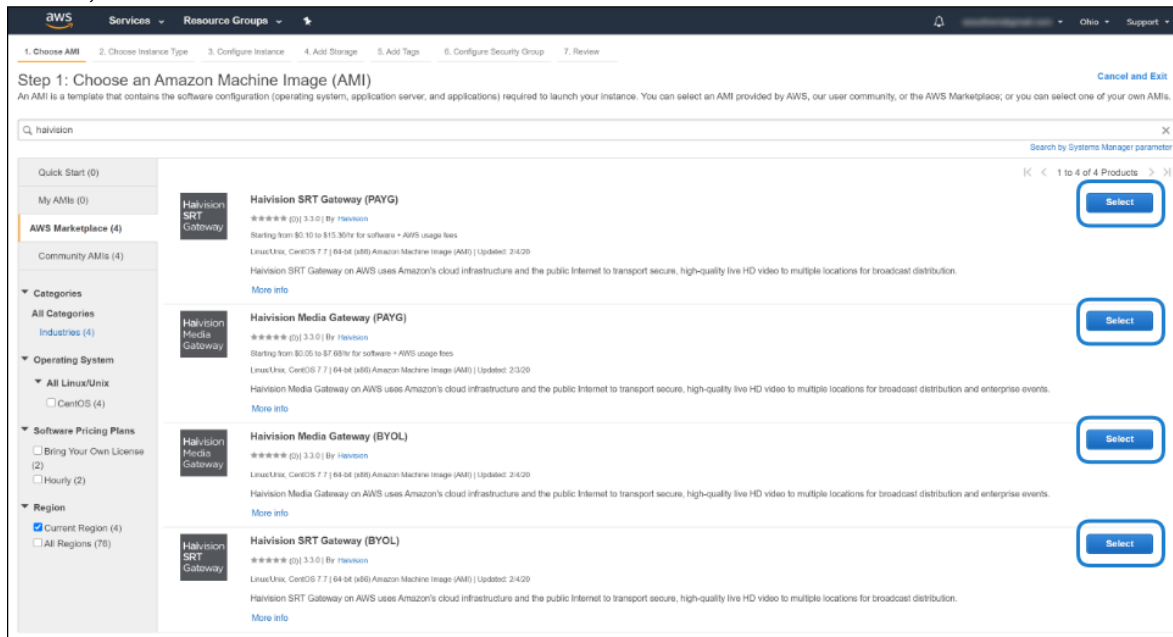 aws
Services
Resource Groups
Ohio
Support
1. Choose AMI
2. Choose Instance Type
3. Configure Instance
4. Add Storage
5. Add Tags
6. Configure Security Group
7. Review
Step 1: Choose an Amazon Machine Image (AMI)
Cancel and Exit
An AMI is a template that contains the software configuration (operating system, application server, and applications) required to launch your instance. You can select an AMI provided by AWS, our user community, or the AWS Marketplace; or you can select one of your own AMIs.
haivision
Search by Systems Manager parameter
Quick Start (0)
My AMIs (0)
AWS Marketplace (4)
Community AMIs (4)
Categories
All Categories
Industries (4)
Operating System
All Linux/Unix
CentOS (4)
Software Pricing Plans
Bring Your Own License
(2)
Hourly (2)
Region
Current Region (4)
All Regions (76)
1 to 4 of 4 Products
Haivision
SRT
Gateway
Haivision SRT Gateway (PAYG)
(0) | 3.3.0 | By Haivision
Starting from $0.10 to $15.36/hr for software + AWS usage fees
Linux/Unix, CentOS 7.7 | 64-bit (x86) Amazon Machine Image (AMI) | Updated: 2/4/20
Haivision SRT Gateway on AWS uses Amazon's cloud infrastructure and the public Internet to transport secure, high-quality live HD video to multiple locations for broadcast distribution.
More info
Select
Haivision
Media
Gateway
Haivision Media Gateway (PAYG)
(0) | 3.3.0 | By Haivision
Starting from $0.05 to $7.68/hr for software + AWS usage fees
Linux/Unix, CentOS 7.7 | 64-bit (x86) Amazon Machine Image (AMI) | Updated: 2/3/20
Haivision Media Gateway on AWS uses Amazon's cloud infrastructure and the public Internet to transport secure, high-quality live HD video to multiple locations for broadcast distribution and enterprise events.
More info
Select
Haivision
Media
Gateway
Haivision Media Gateway (BYOL)
(0) | 3.3.0 | By Haivision
Linux/Unix, CentOS 7.7 | 64-bit (x86) Amazon Machine Image (AMI) | Updated: 2/4/20
Haivision Media Gateway on AWS uses Amazon's cloud infrastructure and the public Internet to transport secure, high-quality live HD video to multiple locations for broadcast distribution and enterprise events.
More info
Select
Haivision
SRT
Gateway
Haivision SRT Gateway (BYOL)
(0) | 3.3.0 | By Haivision
Linux/Unix, CentOS 7.7 | 64-bit (x86) Amazon Machine Image (AMI) | Updated: 2/4/20
Haivision SRT Gateway on AWS uses Amazon's cloud infrastructure and the public Internet to transport secure, high-quality live HD video to multiple locations for broadcast distribution.
More info
Select